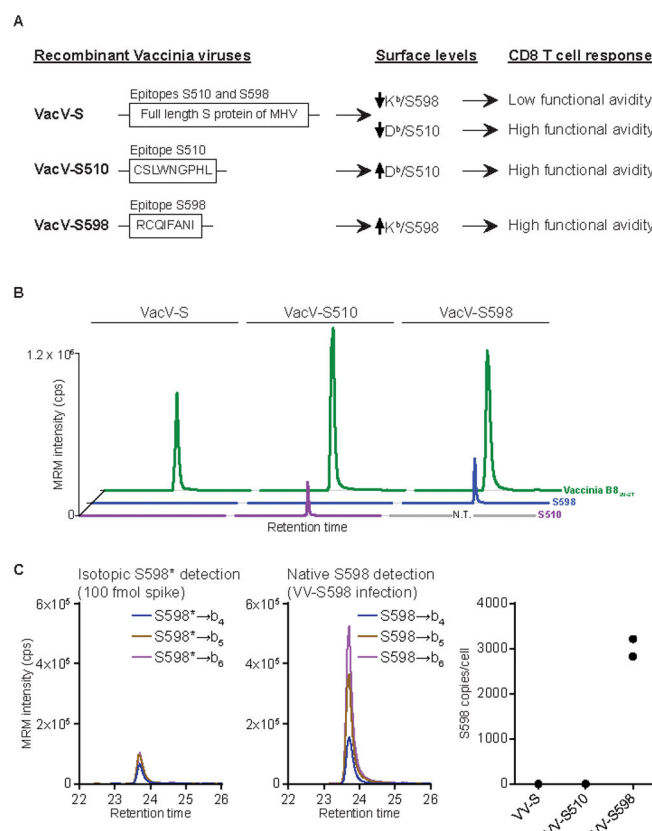 A
Recombinant Vaccinia viruses
Surface levels
CD8 T cell response
Epitopes S510 and S598
VacV-S
Full length S protein of MHV
Kᵇ/S598
Low functional avidity
Dᵇ/S510
High functional avidity
Epitope S510
VacV-S510
CSLWNGPHL
Dᵇ/S510
High functional avidity
Epitope S598
VacV-S598
RCQIFANI
Kᵇ/S598
High functional avidity
B
VacV-S
VacV-S510
VacV-S598
1.2 x 10⁶
MRM intensity (cps)
Vaccinia B8
S598
0
N.T.
S510
Retention time
C
Isotopic S598* detection
(100 fmol spike)
Native S598 detection
(VV-S598 infection)
6x10⁵
4x10⁵
2x10⁵
0
MRM intensity (cps)
S598*→b₄
S598*→b₅
S598*→b₆
22 23 24 25 26
Retention time
6x10⁵
4x10⁵
2x10⁵
0
S598→b₄
S598→b₅
S598→b₆
22 23 24 25 26
Retention time
4000
3000
2000
1000
0
S598 copies/cell
VV-S
VV-S510
VV-S598